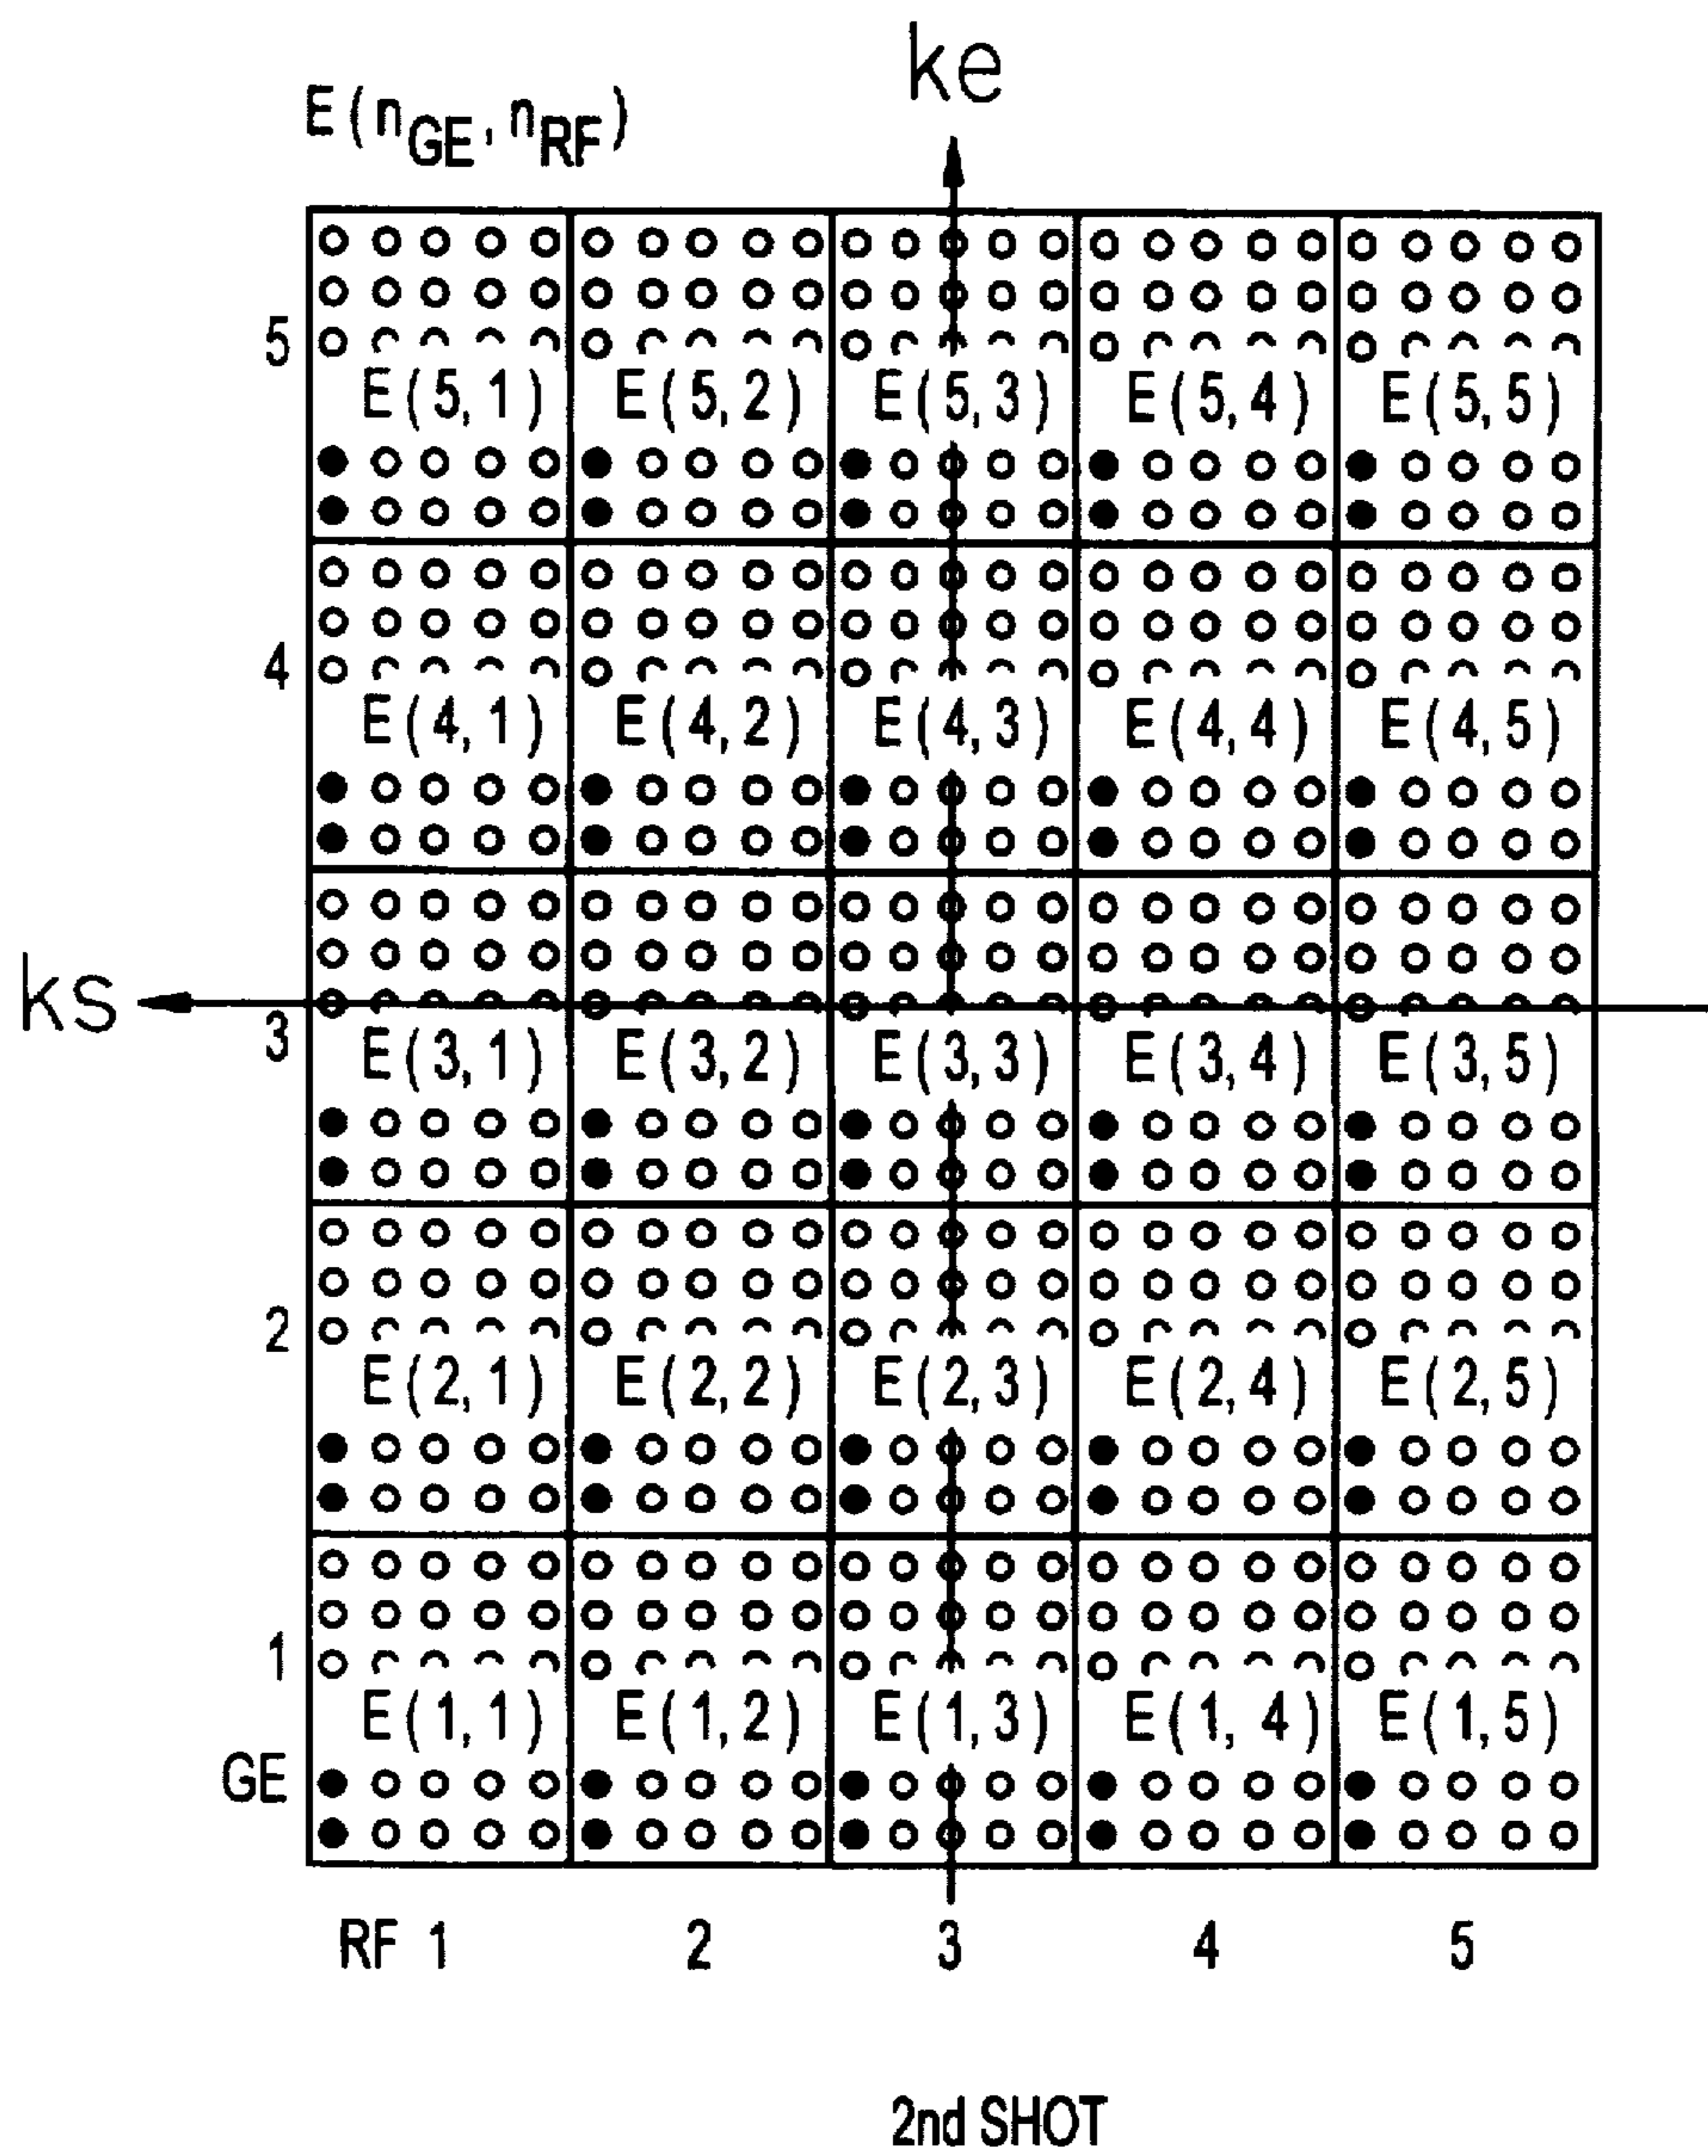 ke
E(nGE, nRF)
5
E(5,1) E(5,2) E(5,3) E(5,4) E(5,5)
4
E(4,1) E(4,2) E(4,3) E(4,4) E(4,5)
ks
3
E(3,1) E(3,2) E(3,3) E(3,4) E(3,5)
2
E(2,1) E(2,2) E(2,3) E(2,4) E(2,5)
1
E(1,1) E(1,2) E(1,3) E(1,4) E(1,5)
GE
RF 1 2 3 4 5
2nd SHOT